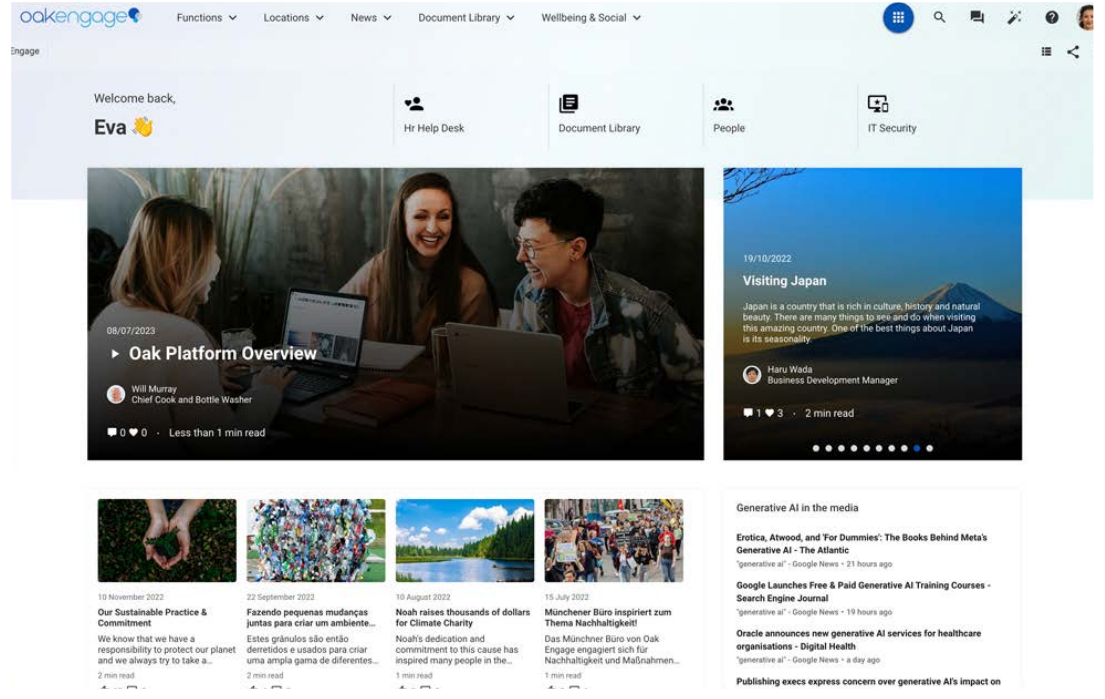 oakengage
Functions
Locations
News
Document Library
Wellbeing & Social
Engage
Welcome back,
Eva
Hr Help Desk
Document Library
People
IT Security
08/07/2023
Oak Platform Overview
Will Murray
Chief Cook and Bottle Washer
0 0 · Less than 1 min read
19/10/2022
Visiting Japan
Japan is a country that is rich in culture, history and natural
beauty. There are many things to see and do when visiting
this amazing country. One of the best things about Japan
is its seasonality.
Haru Wada
Business Development Manager
1 3 · 2 min read
10 November 2022
Our Sustainable Practice &
Commitment
We know that we have a
responsibility to protect our planet
and we always try to take a...
2 min read
22 September 2022
Fazendo pequenas mudanças
juntas para criar um ambiente...
Estes grânulos são então
derretidos e usados para criar
uma ampla gama de diferentes...
2 min read
10 August 2022
Noah raises thousands of dollars
for Climate Charity
Noah's dedication and
commitment to this cause has
inspired many people in the...
1 min read
15 July 2022
Münchener Büro inspiriert zum
Thema Nachhaltigkeit!
Das Münchner Büro von Oak
Engage engagiert sich für
Nachhaltigkeit und Maßnahmen...
1 min read
Generative AI in the media
Erotica, Atwood, and 'For Dummies': The Books Behind Meta's
Generative AI - The Atlantic
"generative ai" - Google News • 21 hours ago
Google Launches Free & Paid Generative AI Training Courses -
Search Engine Journal
"generative ai" - Google News • 19 hours ago
Oracle announces new generative AI services for healthcare
organisations - Digital Health
"generative ai" - Google News • a day ago
Publishing execs express concern over generative AI's impact on